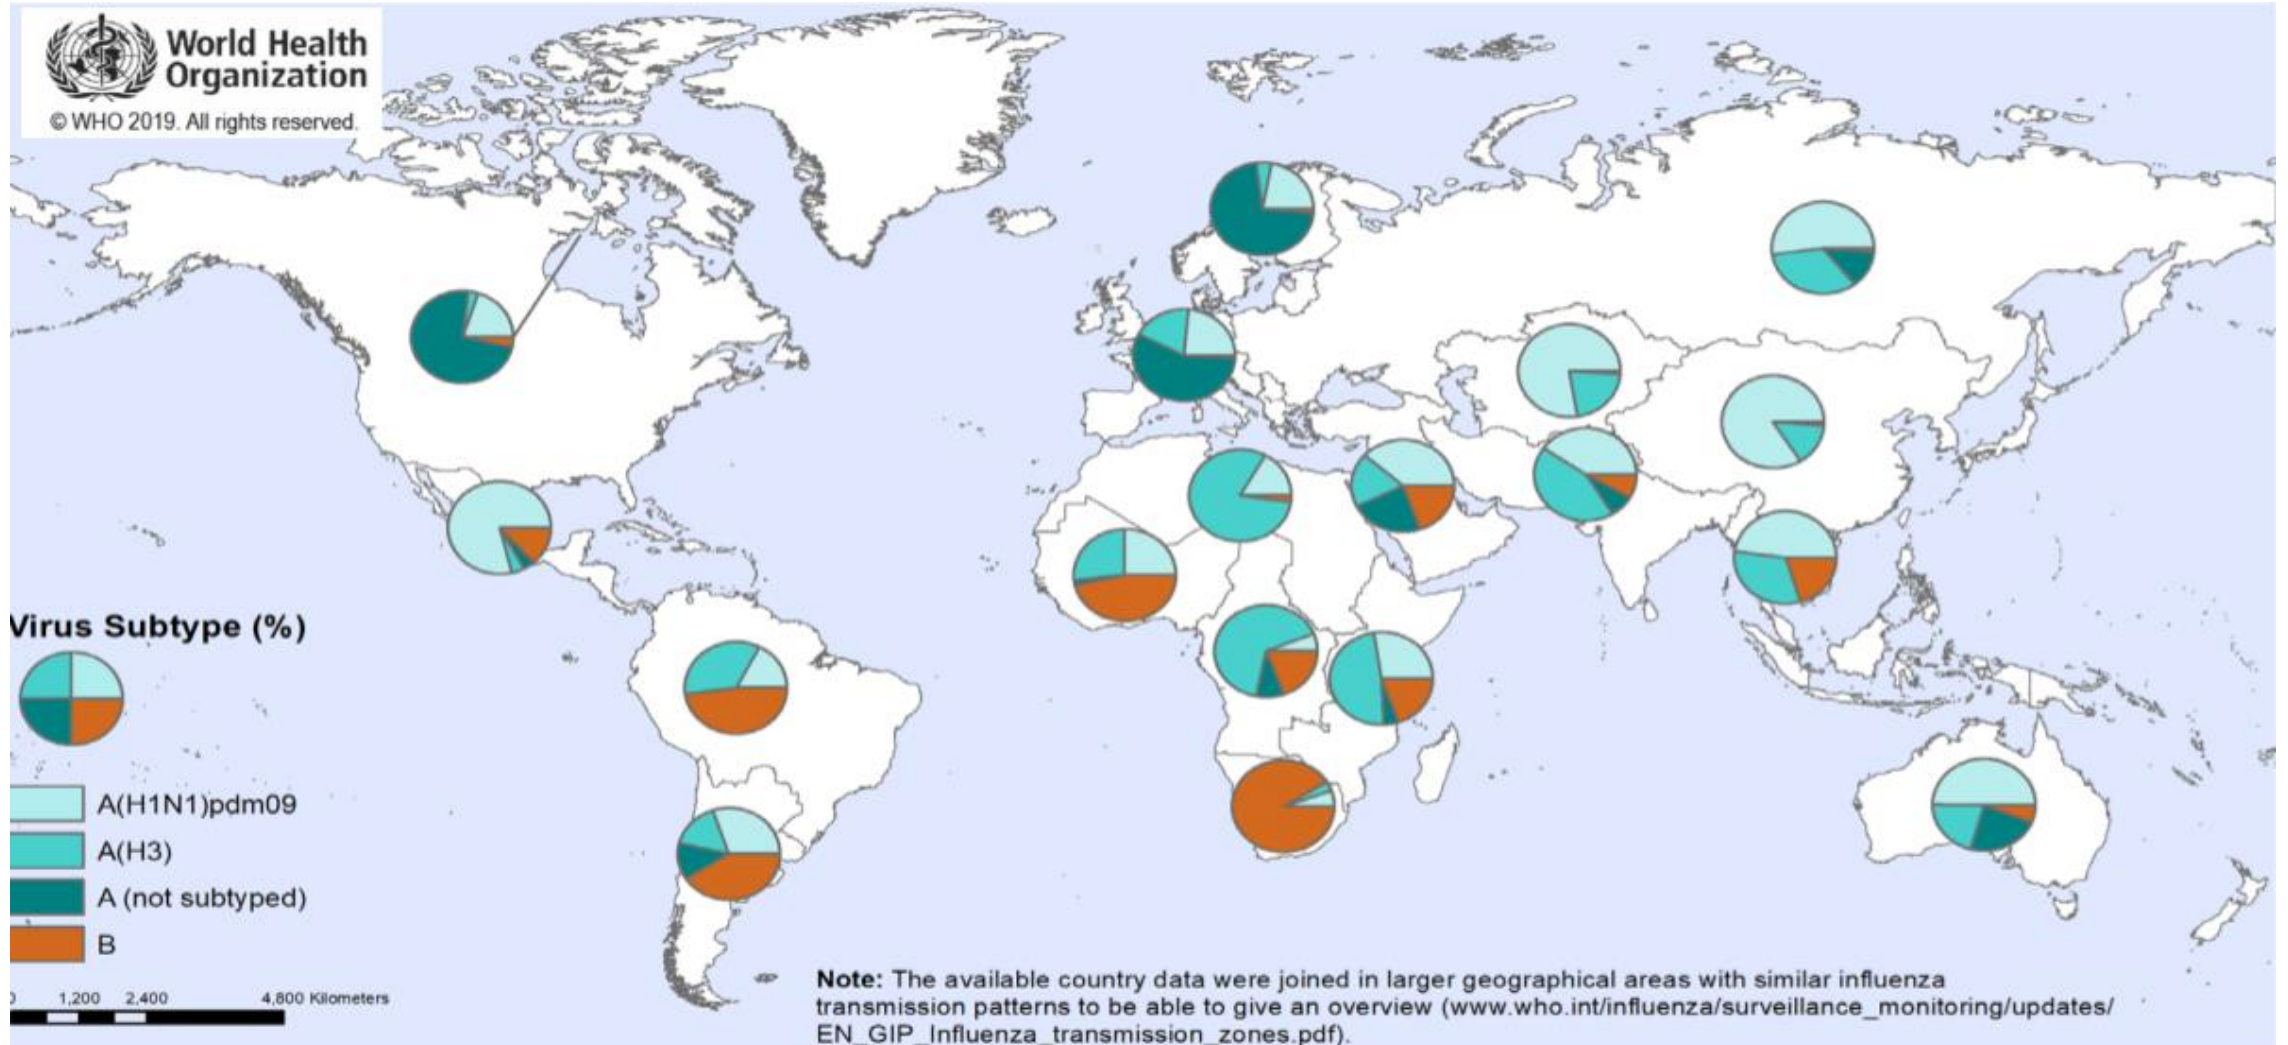 World Health
Organization
© WHO 2019. All rights reserved.
Virus Subtype (%)
A(H1N1)pdm09
A(H3)
A (not subtyped)
B
0 1,200 2,400 4,800 Kilometers
Note: The available country data were joined in larger geographical areas with similar influenza
transmission patterns to be able to give an overview (www.who.int/influenza/surveillance_monitoring/updates/
EN_GIP_Influenza_transmission_zones.pdf).